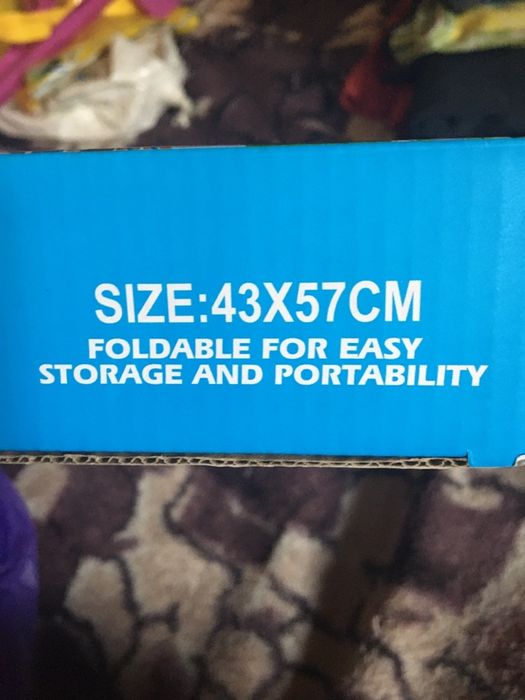 SIZE:43X57CM
FOLDABLE FOR EASY
STORAGE AND PORTABILITY